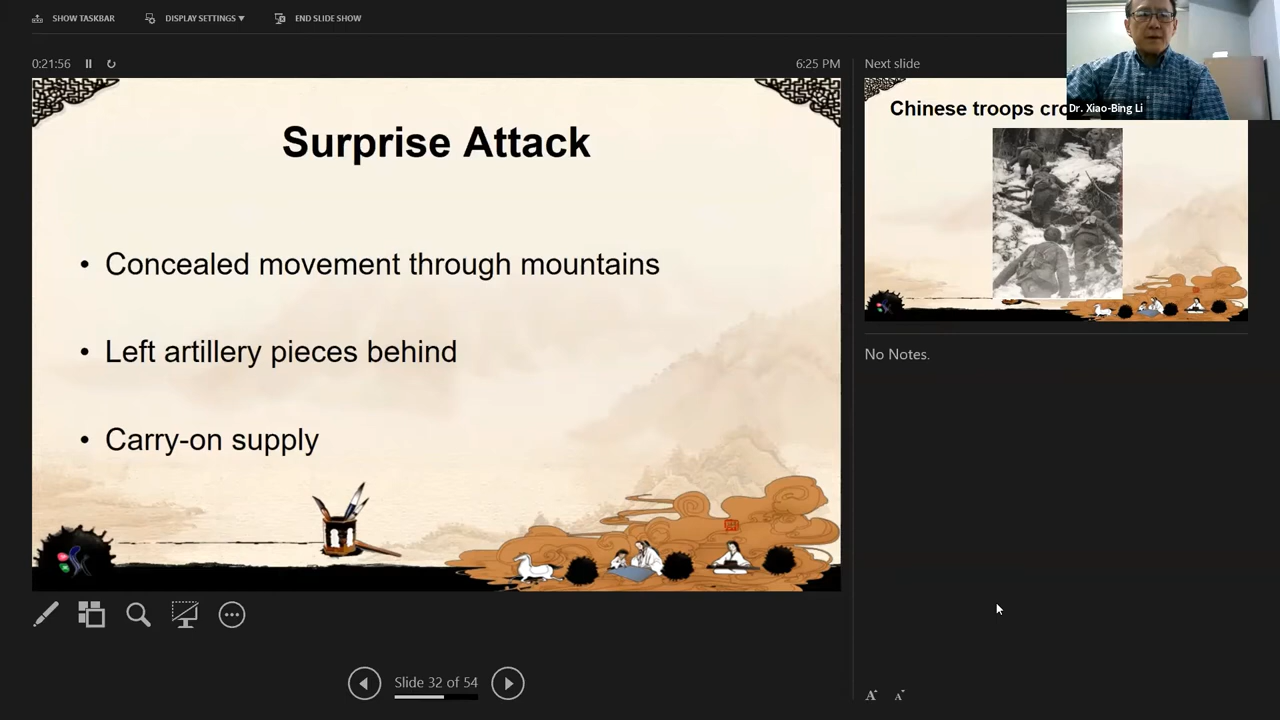 SHOW TASKBAR
DISPLAY SETTINGS ▼
END SLIDE SHOW
0:21:56
6:25 PM
Surprise Attack
• Concealed movement through mountains
• Left artillery pieces behind
• Carry-on supply
Slide 32 of 54
Next slide
Chinese troops cro
Dr. Xiao-Bing Li
No Notes.
A A